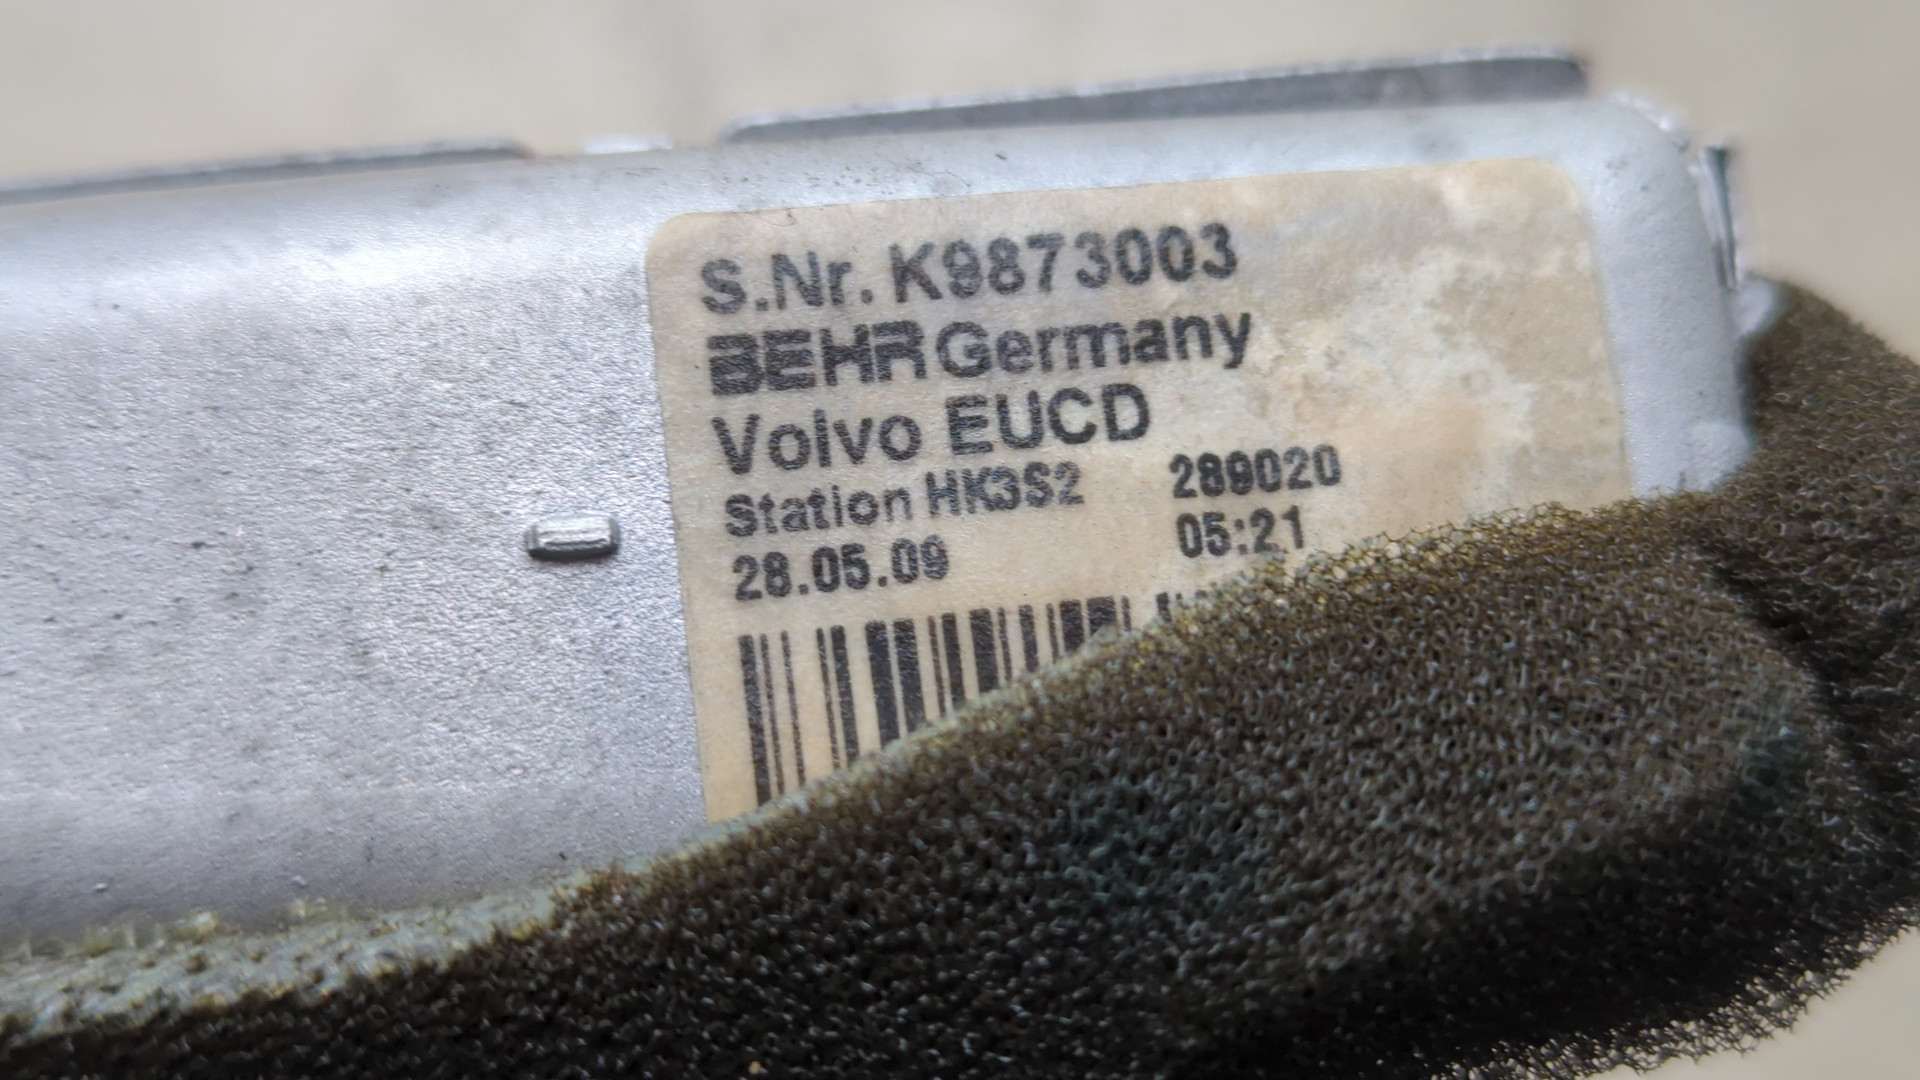 S.Nr. K9873003
BEHR Germany
Volvo EUCD
Station HK3S2 289020
28.05.09 05:21